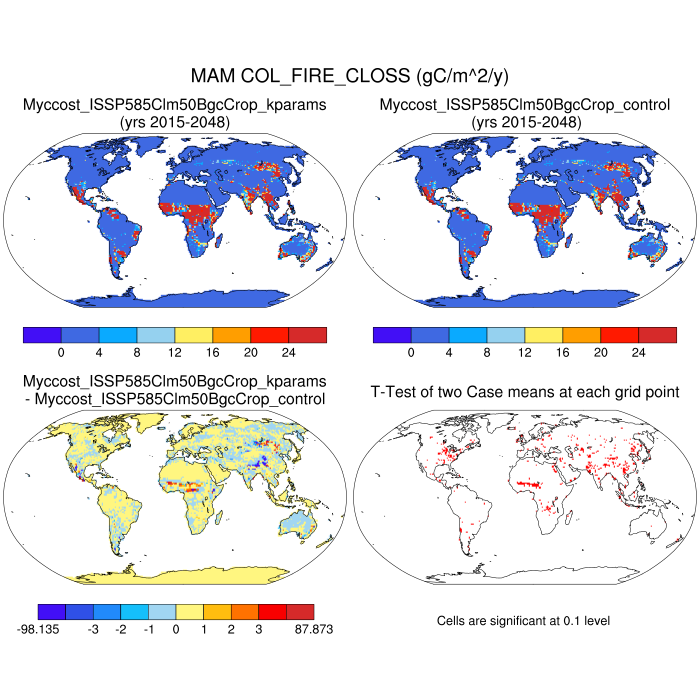 MAM COL_FIRE_CLOSS (gC/m^2/y)
Myccost_ISSP585Clm50BgcCrop_kparams
(yrs 2015-2048)
Myccost_ISSP585Clm50BgcCrop_control
(yrs 2015-2048)
0 4 8 12 16 20 24
0 4 8 12 16 20 24
Myccost_ISSP585Clm50BgcCrop_kparams
- Myccost_ISSP585Clm50BgcCrop_control
T-Test of two Case means at each grid point
-98.135 -3 -2 -1 0 1 2 3 87.873
Cells are significant at 0.1 level